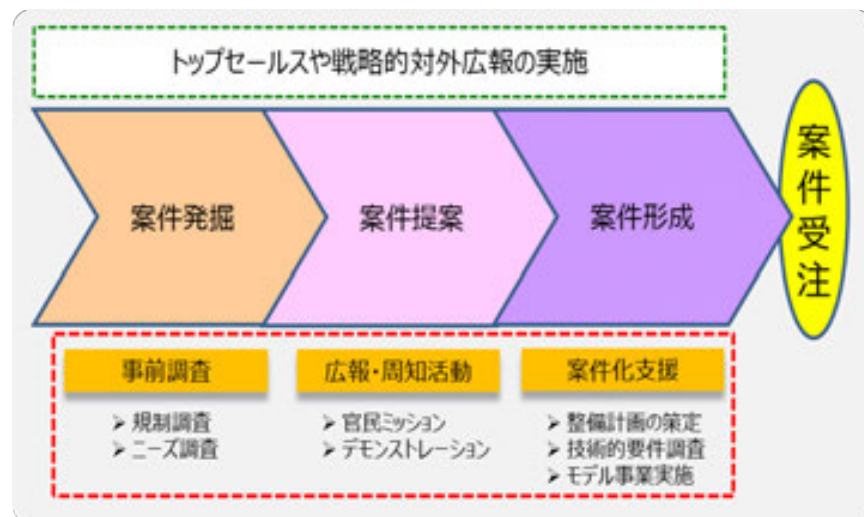 トップセールスや戦略的対外広報の実施
案件発掘
案件提案
案件形成
案件受注
事前調査
➢ 規制調査
➢ ニーズ調査
広報・周知活動
➢ 官民ミッション
➢ デモンストレーション
案件化支援
➢ 整備計画の策定
➢ 技術的要件調査
➢ モデル事業実施